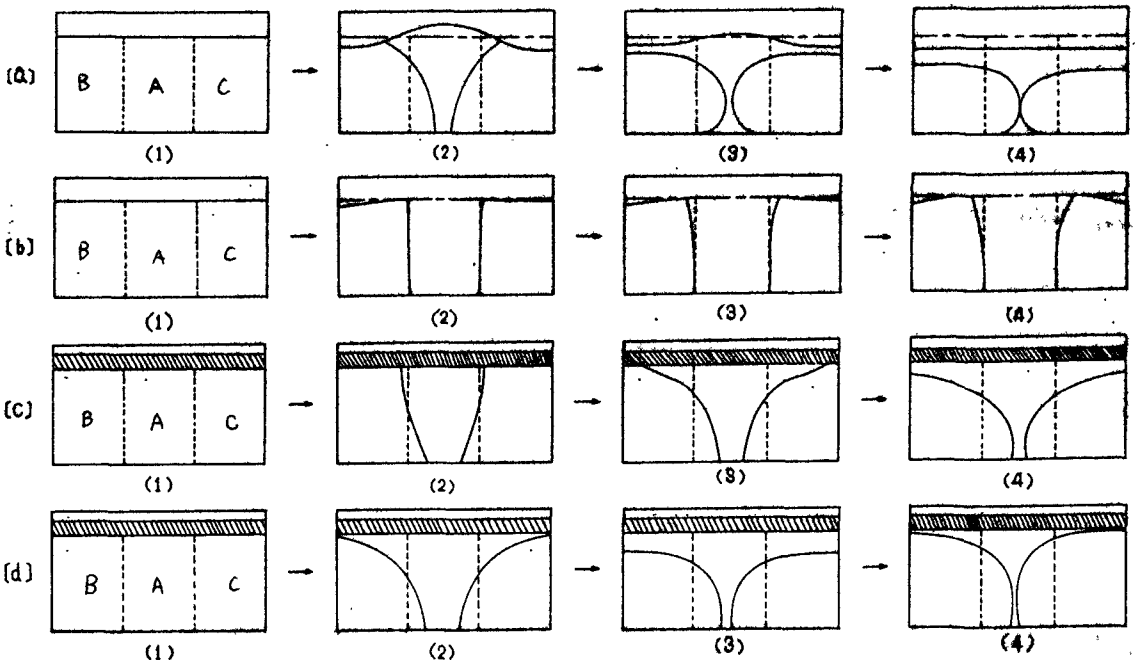 [a] B A C
(1) (2) (3) (4)
[b] B A C
(1) (2) (3) (4)
[c] B A C
(1) (2) (3) (4)
[d] B A C
(1) (2) (3) (4)